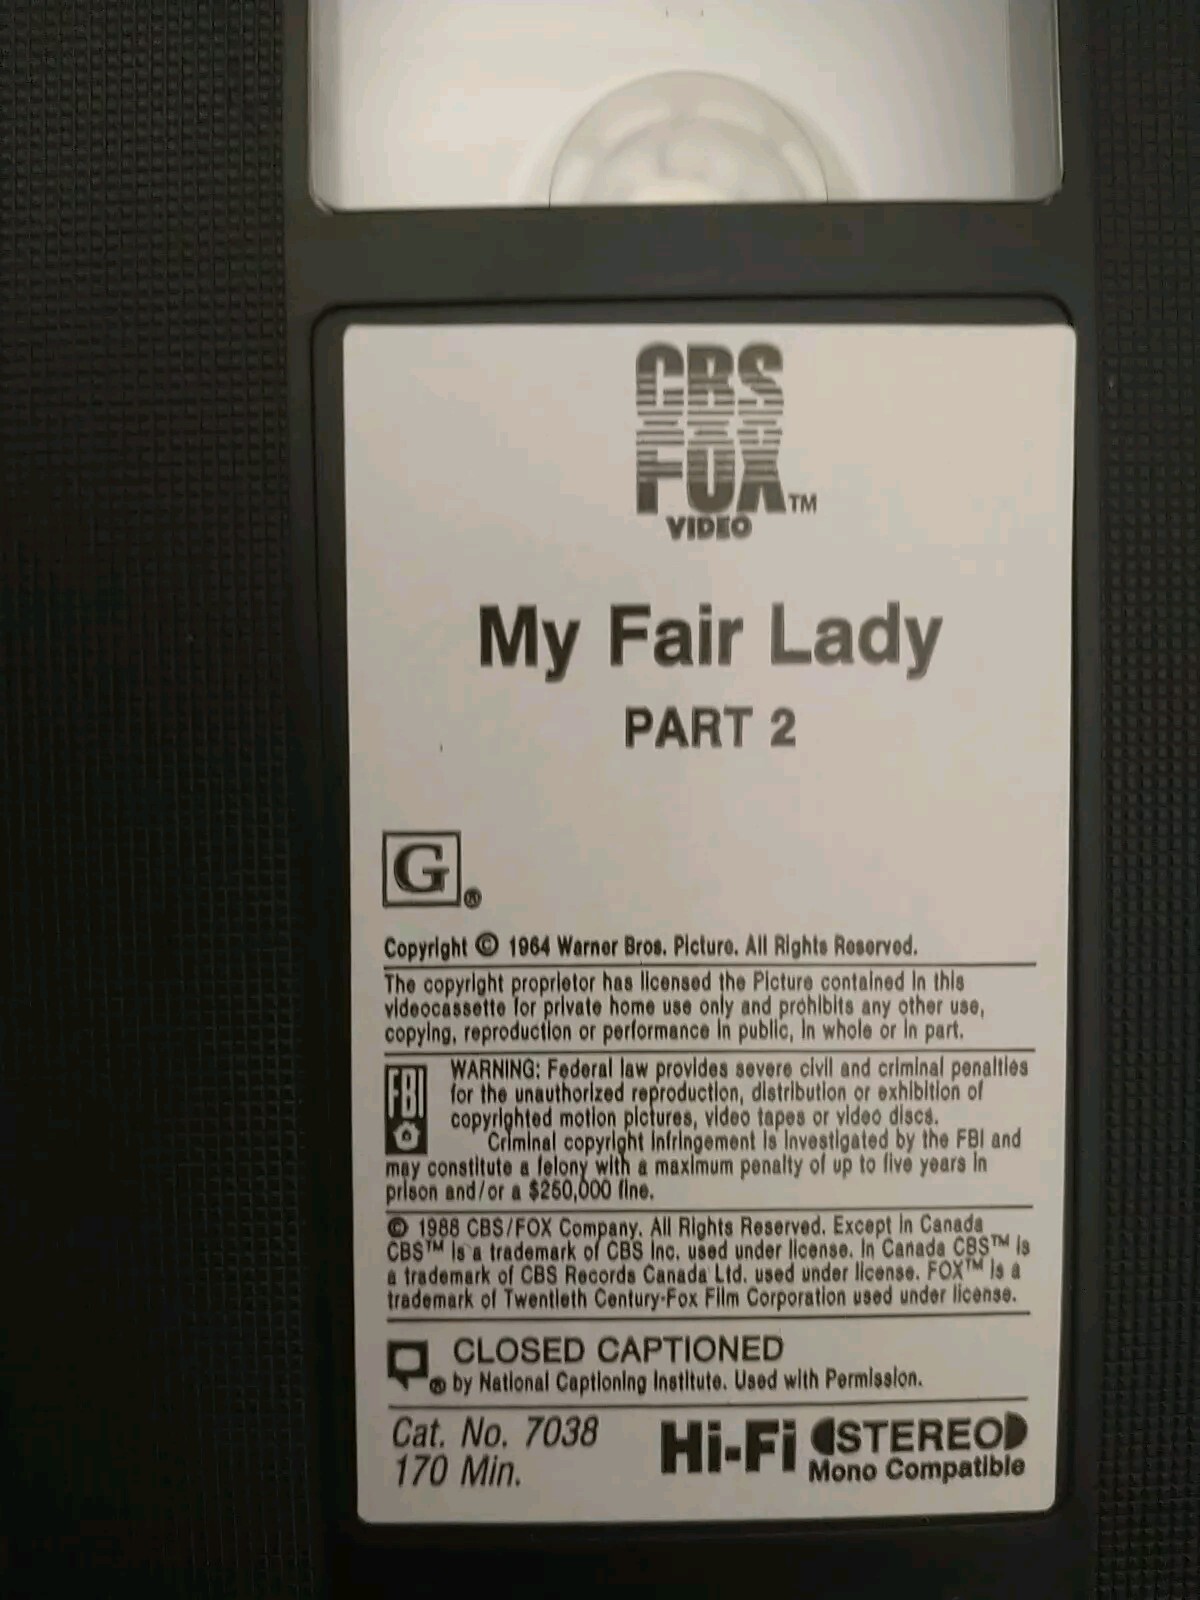 CBS
FOX TM
VIDEO
My Fair Lady
PART 2
G®
Copyright © 1964 Warner Bros. Picture. All Rights Reserved.
The copyright proprietor has licensed the Picture contained in this
videocassette for private home use only and prohibits any other use,
copying, reproduction or performance in public, in whole or in part.
FBI
WARNING: Federal law provides severe civil and criminal penalties
for the unauthorized reproduction, distribution or exhibition of
copyrighted motion pictures, video tapes or video discs.
Criminal copyright infringement is investigated by the FBI and
may constitute a felony with a maximum penalty of up to five years in
prison and/or a $250,000 fine.
© 1988 CBS/FOX Company. All Rights Reserved. Except in Canada
CBS™ is a trademark of CBS Inc. used under license. In Canada CBS™ is
a trademark of CBS Records Canada Ltd. used under license. FOX™ is a
trademark of Twentieth Century-Fox Film Corporation used under license.
CLOSED CAPTIONED
® by National Captioning Institute. Used with Permission.
Cat. No. 7038
170 Min.
Hi-Fi STEREO
Mono Compatible